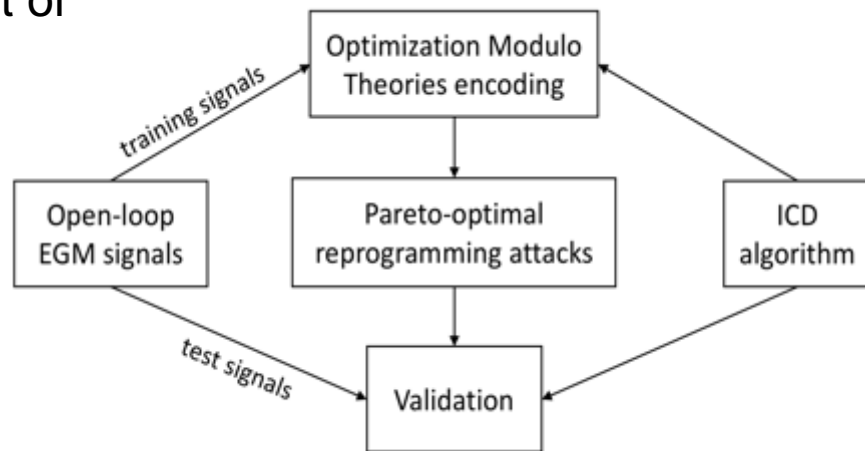 Optimization Modulo
Theories encoding
training signals
Open-loop
EGM signals
Pareto-optimal
reprogramming attacks
ICD
algorithm
test signals
Validation